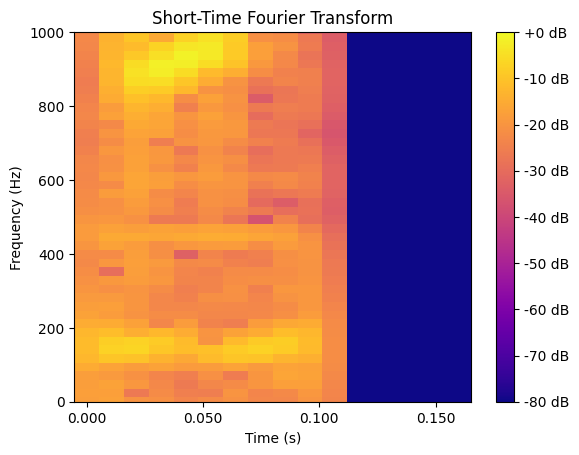 Short-Time Fourier Transform
1000
800
600
400
200
0
Frequency (Hz)
0.000
0.050
0.100
0.150
Time (s)
+0 dB
-10 dB
-20 dB
-30 dB
-40 dB
-50 dB
-60 dB
-70 dB
-80 dB